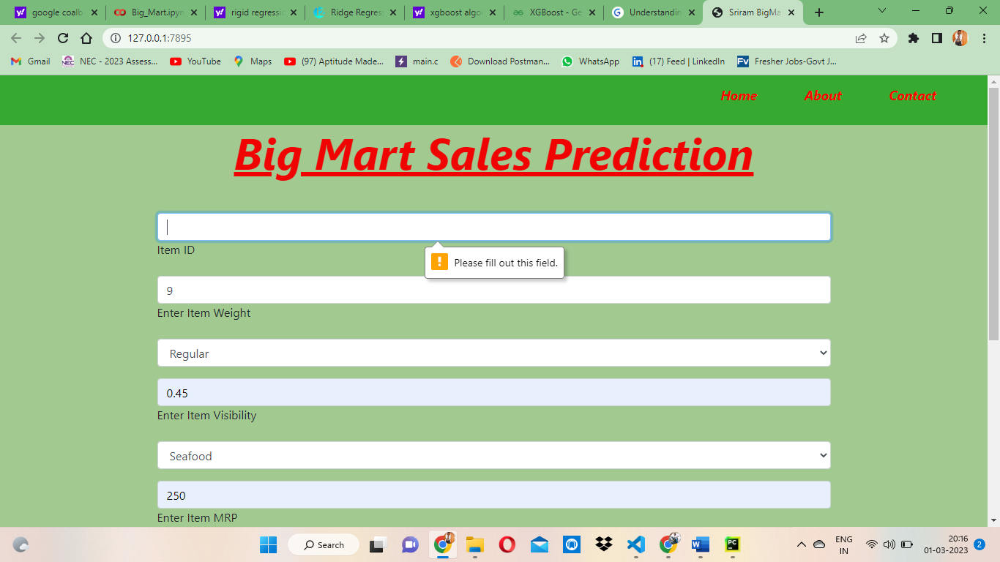 google coalb
Big_Mart.ipyn
rigid regressio
Ridge Regres
xgboost algo
XGBoost - Ge
Understandin
Sriram BigMa
127.0.0.1:7895
Gmail
NEC - 2023 Assess...
YouTube
Maps
(97) Aptitude Made...
main.c
Download Postman...
WhatsApp
(17) Feed | LinkedIn
Fresher Jobs-Govt J...
Home
About
Contact
Big Mart Sales Prediction
Item ID
Please fill out this field.
9
Enter Item Weight
Regular
0.45
Enter Item Visibility
Seafood
250
Enter Item MRP
Search
ENG
IN
20:16
01-03-2023
2